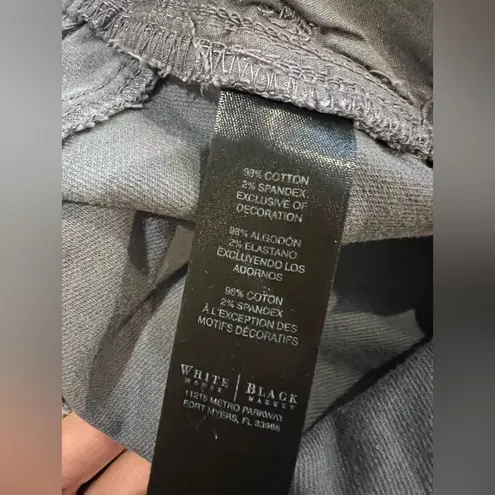 98% COTTON
2% SPANDEX
EXCLUSIVE OF
DECORATION
98% ALGODÓN
2% ELASTANO
EXCLUYENDO LOS
ADORNOS
98% COTON
2% SPANDEX
À L'EXCEPTION DES
MOTIFS DÉCORATIFS
WHITE | BLACK
HOUSE | MARKET
11215 METRO PARKWAY
FORT MYERS, FL 33966